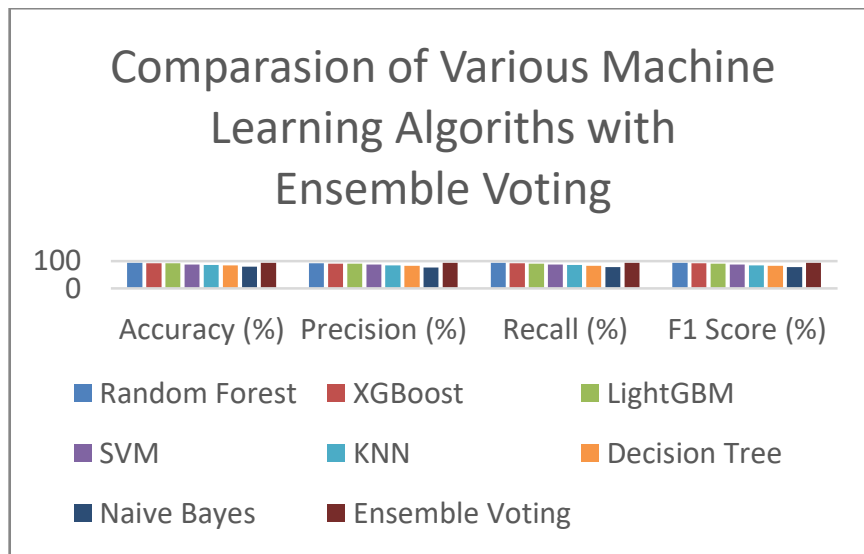 Comparasion of Various Machine
Learning Algoriths with
Ensemble Voting
100
0
Accuracy (%) Precision (%) Recall (%) F1 Score (%)
Random Forest XGBoost LightGBM
SVM KNN Decision Tree
Naive Bayes Ensemble Voting